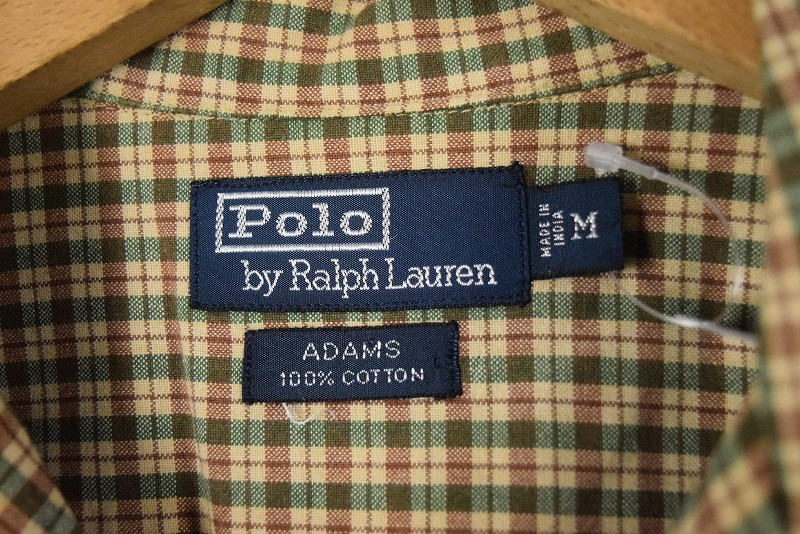 Polo
by Ralph Lauren
MADE IN
INDIA
M
ADAMS
100% COTTON